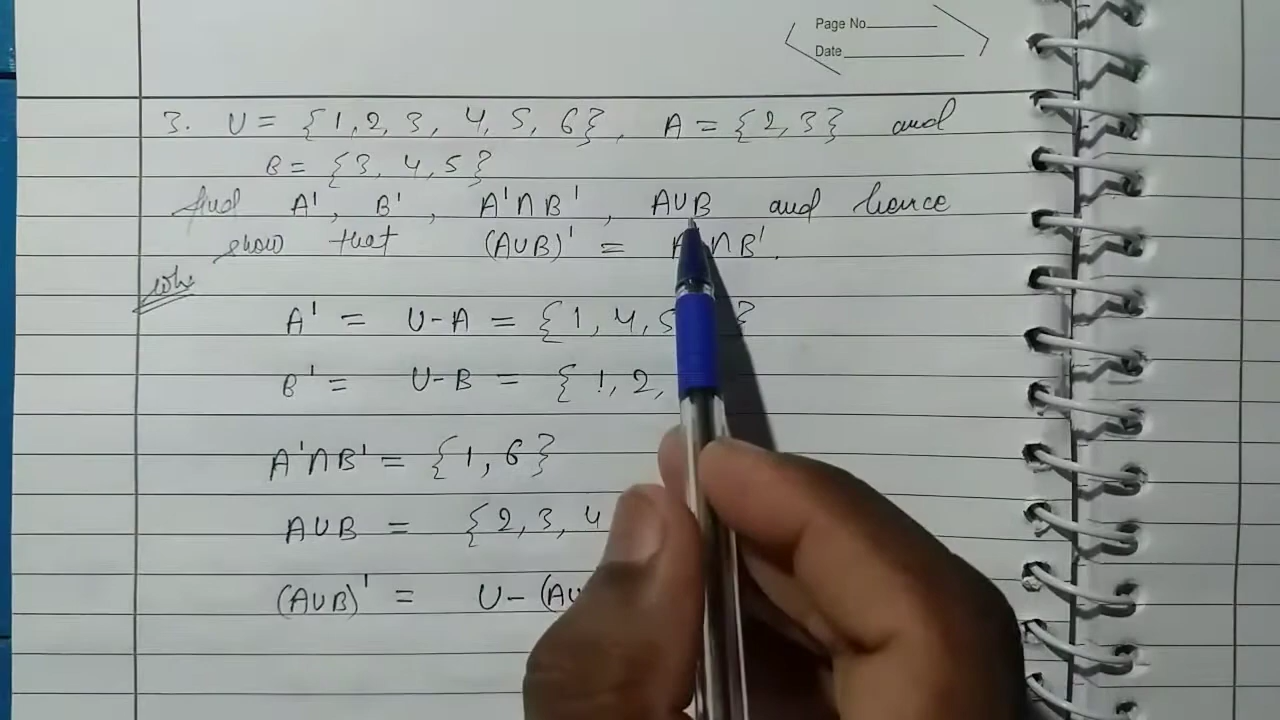 Page No
Date
3. U = {1, 2, 3, 4, 5, 6}, A = {2, 3} and
B = {3, 4, 5}
find A', B', A'∩B', A∪B and hence
show that (A∪B)' = A'∩B'.
A' = U-A = {1, 4, 5 }
B' = U-B = {1, 2,
A'∩B' = {1, 6}
A∪B = {2, 3, 4
(A∪B)' = U-(A∪